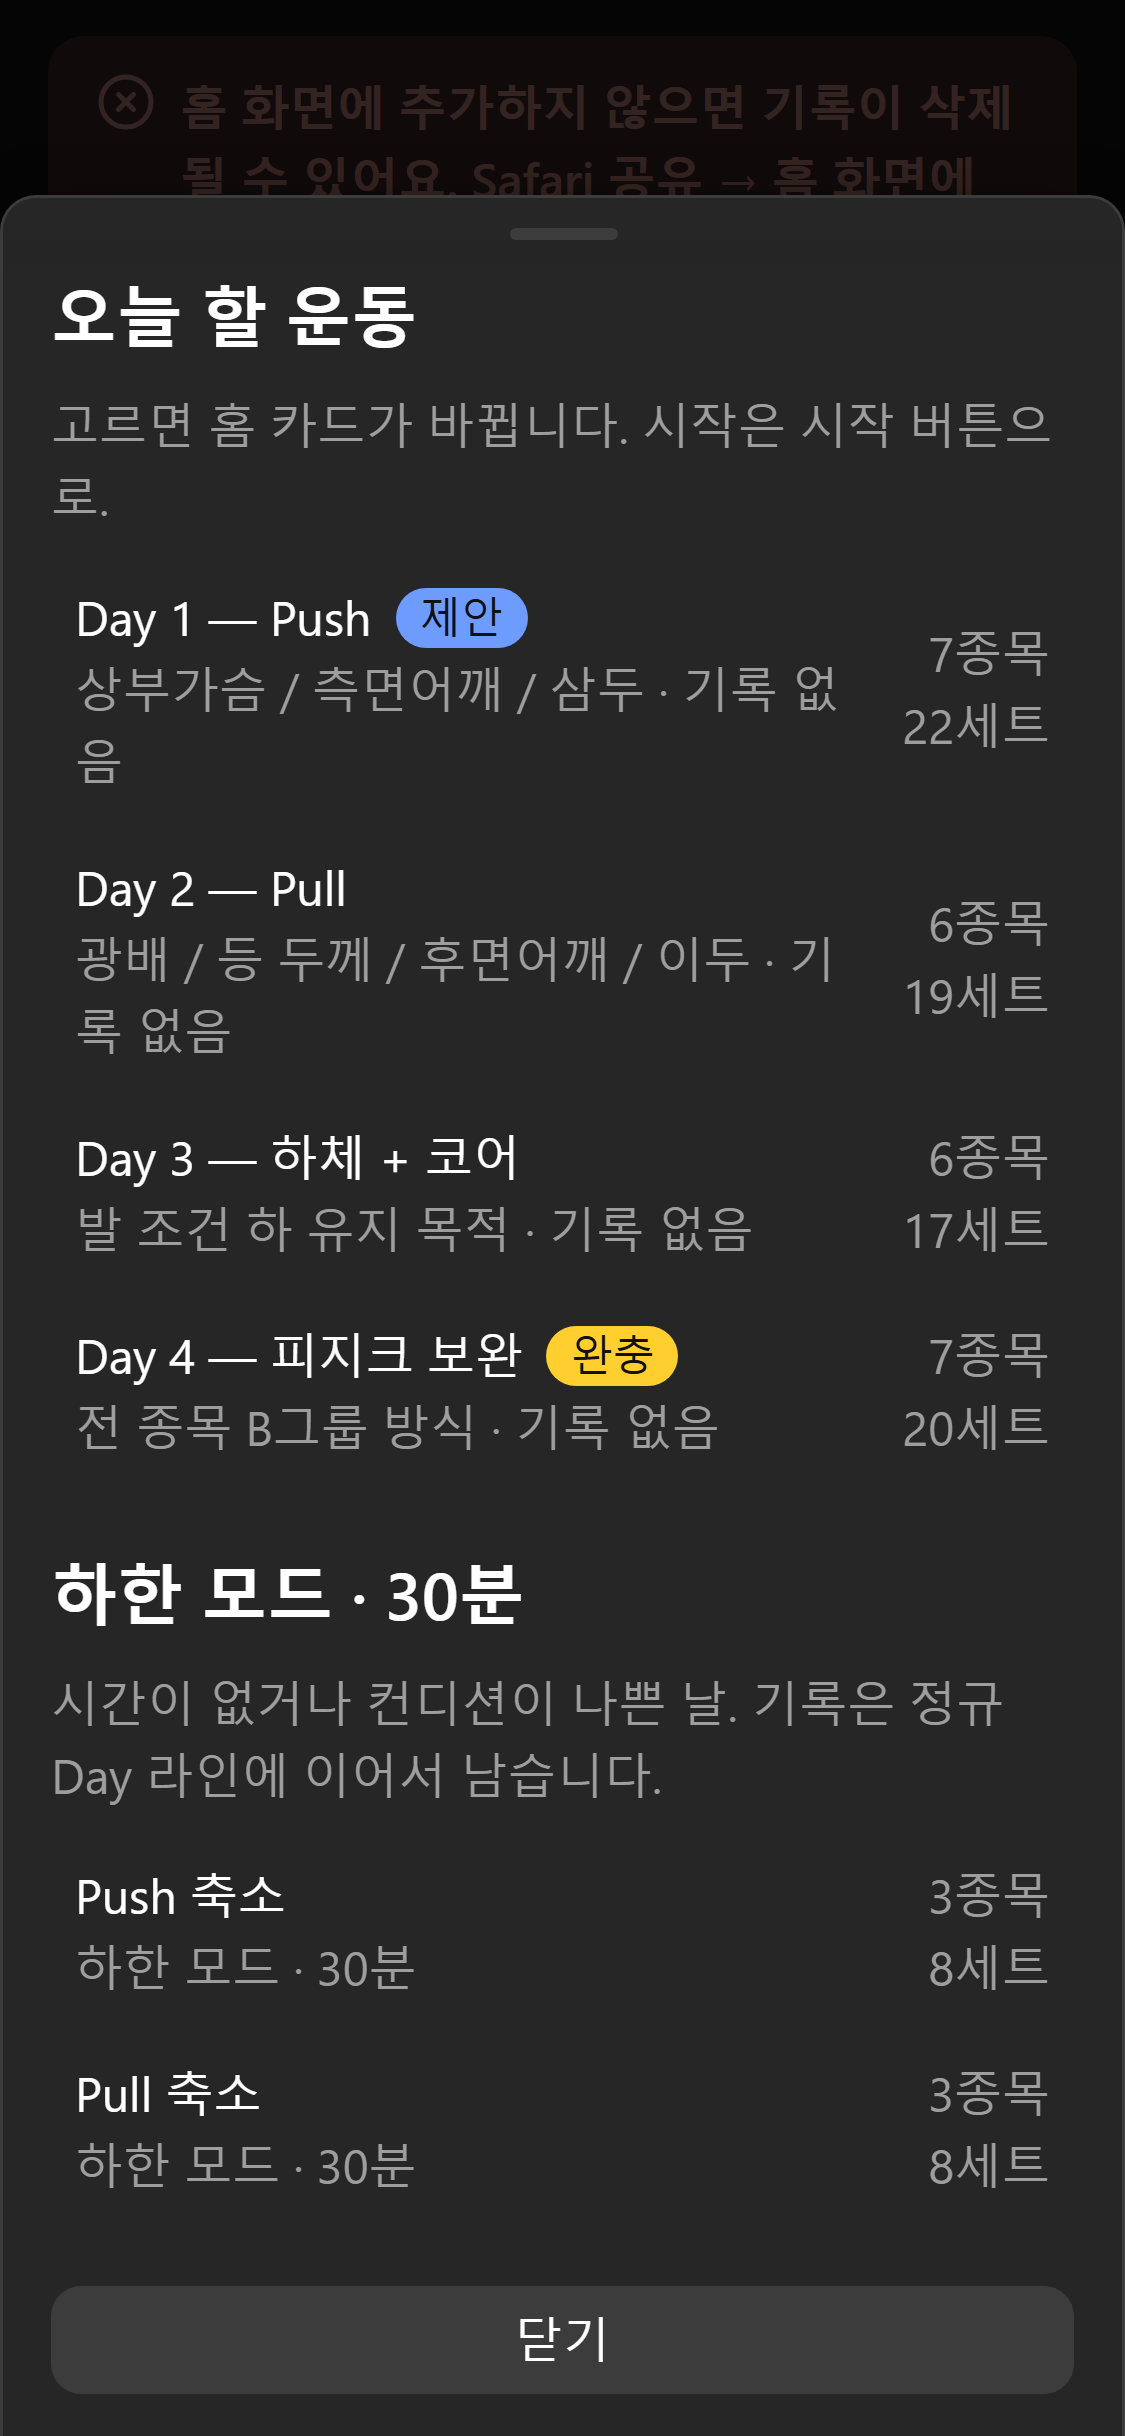 홈 화면에 추가하지 않으면 기록이 삭제
될 수 있어요. Safari 공유 → 홈 화면에
오늘 할 운동
고르면 홈 카드가 바뀝니다. 시작은 시작 버튼으
로.
Day 1 — Push 제안
상부가슴 / 측면어깨 / 삼두 · 기록 없
음
7종목
22세트
Day 2 — Pull
광배 / 등 두께 / 후면어깨 / 이두 · 기
록 없음
6종목
19세트
Day 3 — 하체 + 코어
발 조건 하 유지 목적 · 기록 없음
6종목
17세트
Day 4 — 피지크 보완 완충
전 종목 B그룹 방식 · 기록 없음
7종목
20세트
하한 모드 · 30분
시간이 없거나 컨디션이 나쁜 날. 기록은 정규
Day 라인에 이어서 남습니다.
Push 축소
하한 모드 · 30분
3종목
8세트
Pull 축소
하한 모드 · 30분
3종목
8세트
닫기